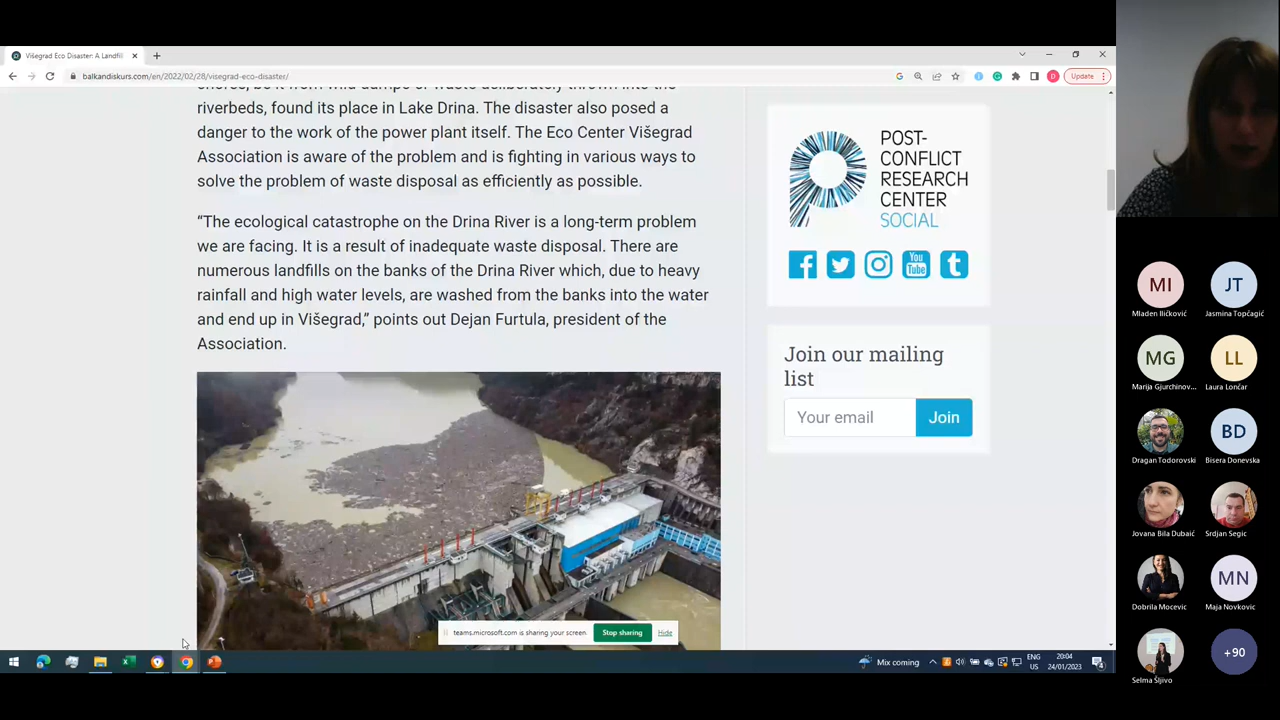 Višegrad Eco Disaster: A Landfill
balkandiskurs.com/en/2022/02/28/visegrad-eco-disaster/
Update
riverbeds, found its place in Lake Drina. The disaster also posed a
danger to the work of the power plant itself. The Eco Center Višegrad
Association is aware of the problem and is fighting in various ways to
solve the problem of waste disposal as efficiently as possible.
“The ecological catastrophe on the Drina River is a long-term problem
we are facing. It is a result of inadequate waste disposal. There are
numerous landfills on the banks of the Drina River which, due to heavy
rainfall and high water levels, are washed from the banks into the water
and end up in Višegrad,” points out Dejan Furtula, president of the
Association.
POST-
CONFLICT
RESEARCH
CENTER
SOCIAL
You
Tube
Join our mailing
list
Your email
Join
teams.microsoft.com is sharing your screen.
Stop sharing
Hide
Mix coming
ENG
US
20:04
24/01/2023
MI
JT
Mladen Iličković
Jasmina Topčagić
MG
LL
Marija Gjurchinov...
Laura Lončar
BD
Dragan Todorovski
Bisera Donevska
Jovana Bila Dubaić
Srdjan Segic
MN
Dobrila Mocevic
Maja Novkovic
+90
Selma Šljivo